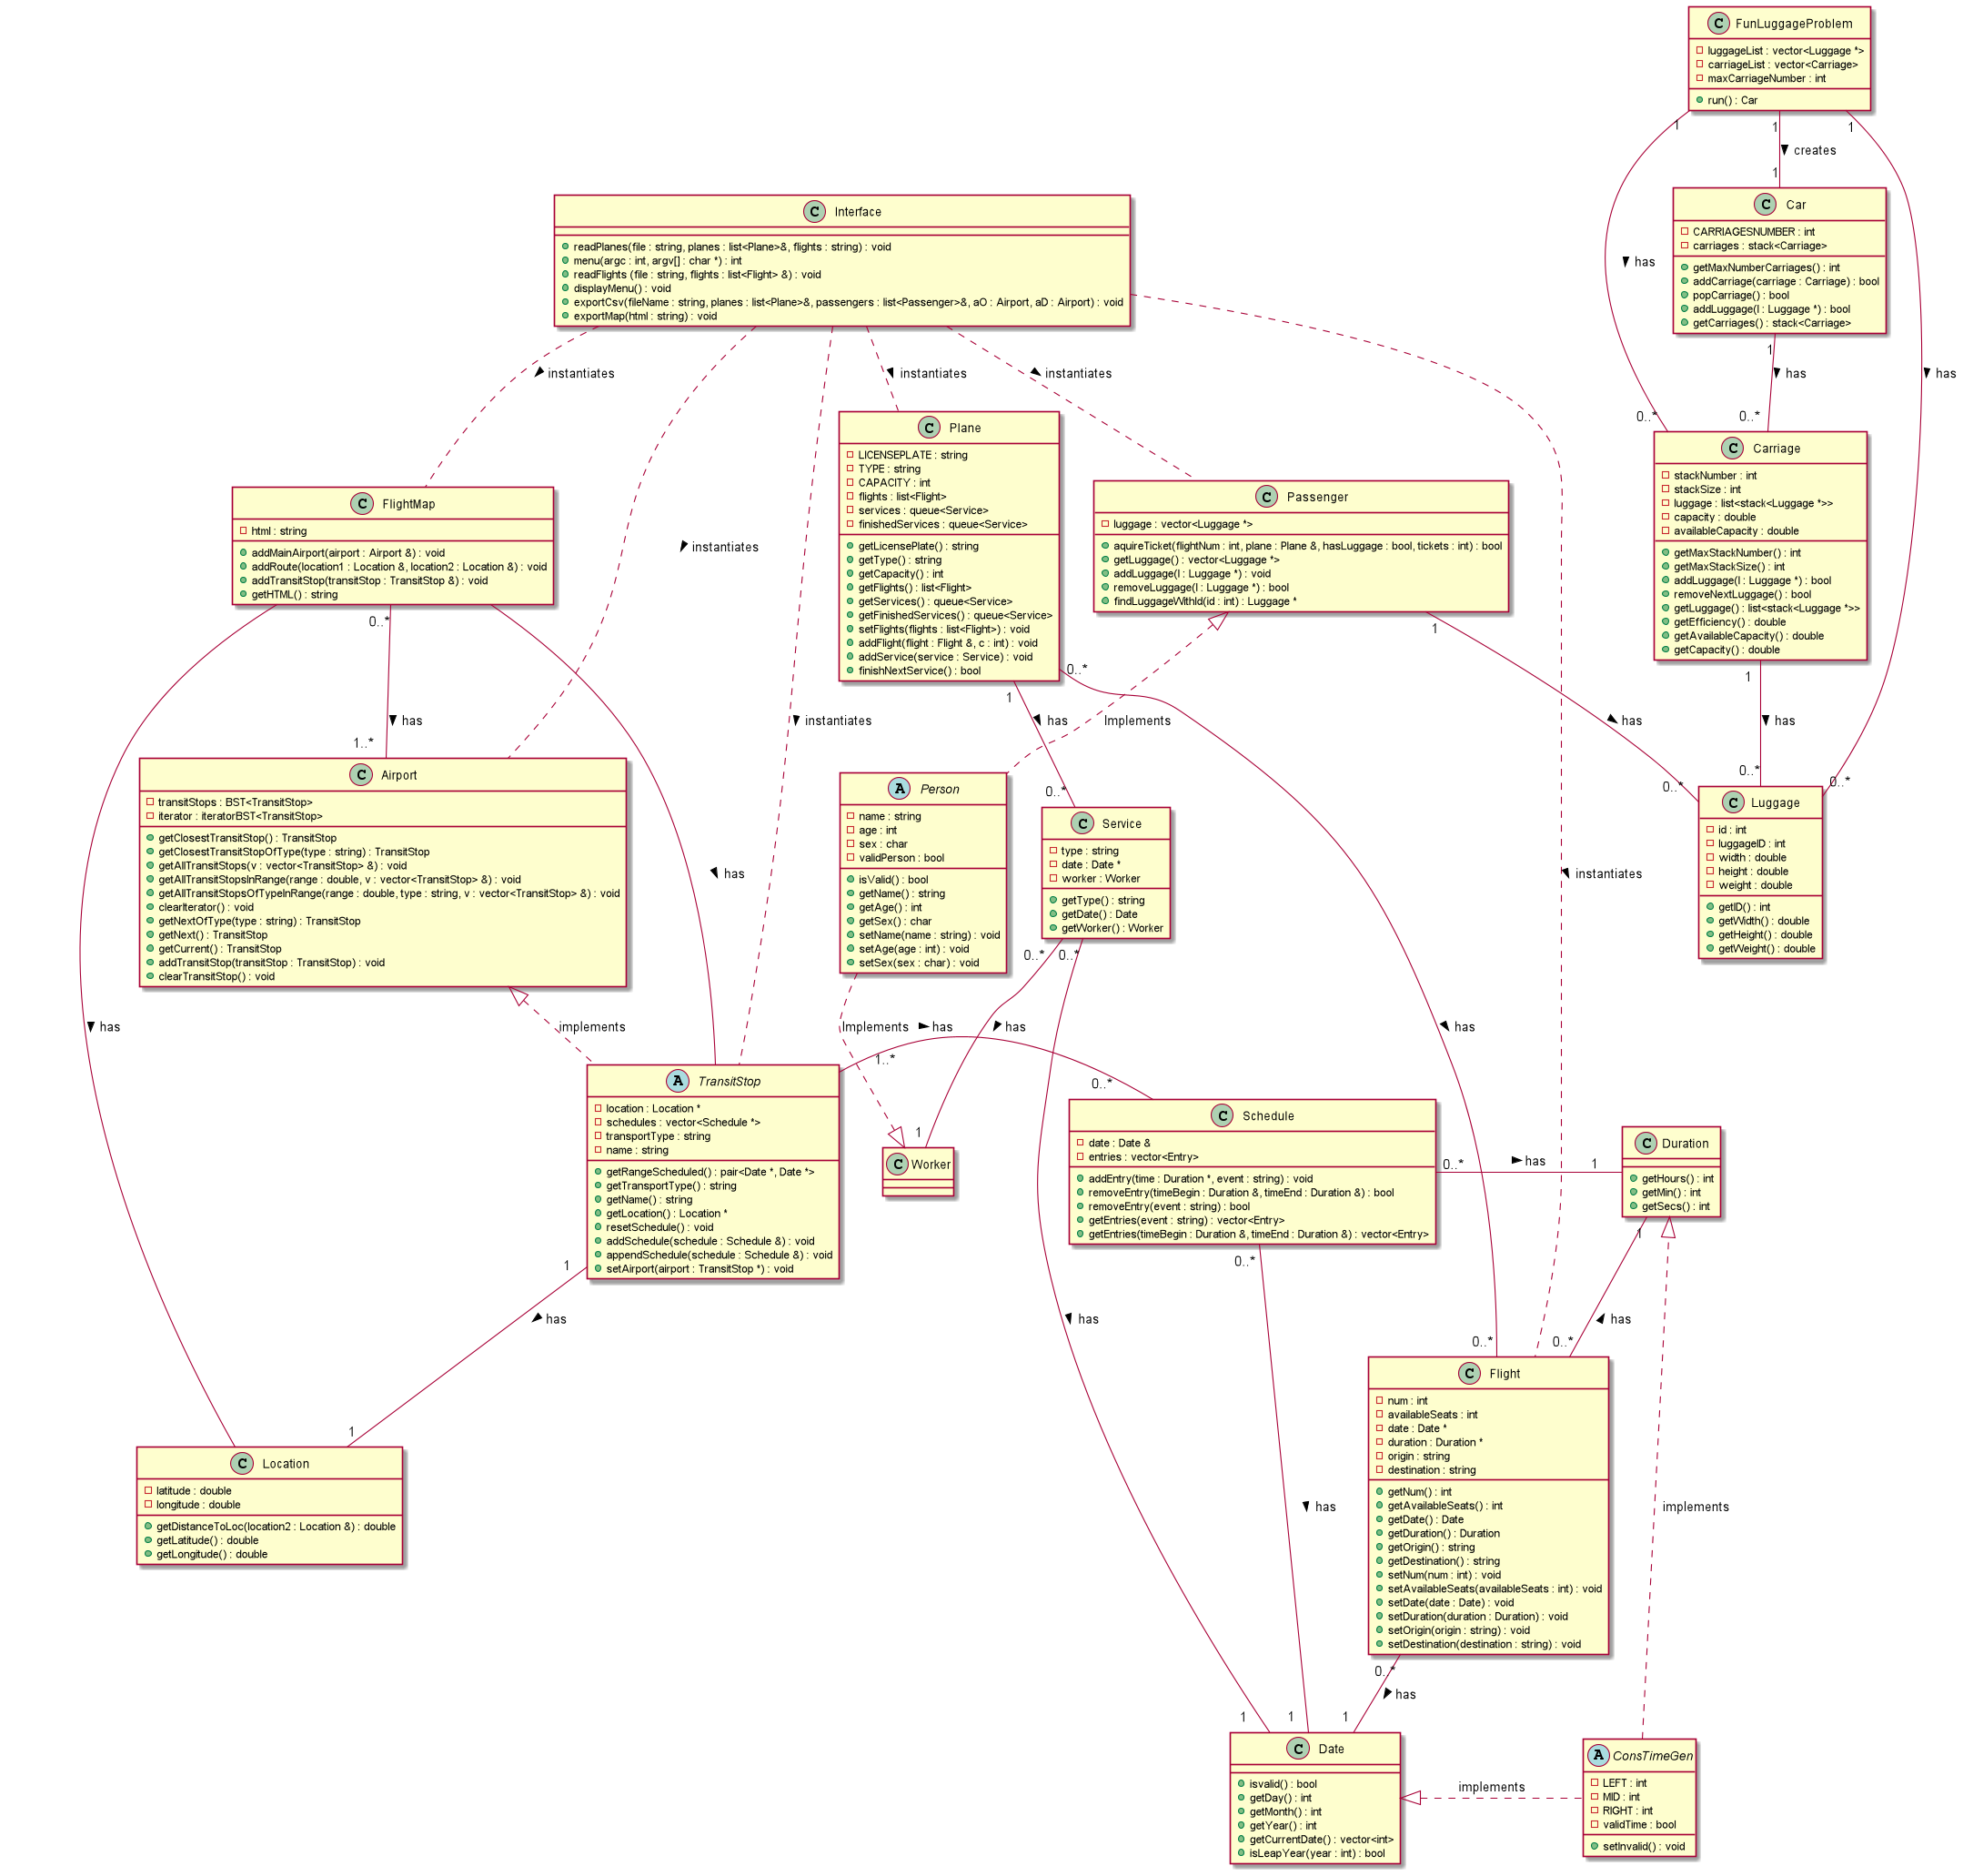 C FunLuggageProblem
luggageList : vector<Luggage *>
carriageList : vector<Carriage>
maxCarriageNumber : int
run() : Car
1
1
1
creates
1
C Car
CARRIAGESNUMBER : int
carriages : stack<Carriage>
getMaxNumberCarriages() : int
addCarriage(carriage : Carriage) : bool
popCarriage() : bool
addLuggage(l : Luggage *) : bool
getCarriages() : stack<Carriage>
has
1
has
has
0..*
0..*
C Interface
readPlanes(file : string, planes : list<Plane>&, flights : string) : void
menu(argc : int, argv[] : char *) : int
readFlights (file : string, flights : list<Flight> &) : void
displayMenu() : void
exportCsv(fileName : string, planes : list<Plane>&, passengers : list<Passenger>&, aO : Airport, aD : Airport) : void
exportMap(html : string) : void
instantiates
instantiates
instantiates
C Plane
LICENSEPLATE : string
TYPE : string
CAPACITY : int
flights : list<Flight>
services : queue<Service>
finishedServices : queue<Service>
getLicensePlate() : string
getType() : string
getCapacity() : int
getFlights() : list<Flight>
getServices() : queue<Service>
getFinishedServices() : queue<Service>
setFlights(flights : list<Flight>) : void
addFlight(flight : Flight &, c : int) : void
addService(service : Service) : void
finishNextService() : bool
C Carriage
stackNumber : int
stackSize : int
luggage : list<stack<Luggage *>>
capacity : double
availableCapacity : double
getMaxStackNumber() : int
getMaxStackSize() : int
addLuggage(l : Luggage *) : bool
removeNextLuggage() : bool
getLuggage() : list<stack<Luggage *>>
getEfficiency() : double
getAvailableCapacity() : double
getCapacity() : double
C Passenger
luggage : vector<Luggage *>
aquireTicket(flightNum : int, plane : Plane &, hasLuggage : bool, tickets : int) : bool
getLuggage() : vector<Luggage *>
addLuggage(l : Luggage *) : void
removeLuggage(l : Luggage *) : bool
findLuggageWithId(id : int) : Luggage *
C FlightMap
html : string
addMainAirport(airport : Airport &) : void
addRoute(location1 : Location &, location2 : Location &) : void
addTransitStop(transitStop : TransitStop &) : void
getHTML() : string
instantiates
0..*
1
0..*
1
1
has
instantiates
has
Implements
has
has
1..*
0..*
0..*
0..*
0..*
C Airport
transitStops : BST<TransitStop>
iterator : iteratorBST<TransitStop>
getClosestTransitStop() : TransitStop
getClosestTransitStopOfType(type : string) : TransitStop
getAllTransitStops(v : vector<TransitStop> &) : void
getAllTransitStopsInRange(range : double, v : vector<TransitStop> &) : void
getAllTransitStopsOfTypeInRange(range : double, type : string, v : vector<TransitStop> &) : void
clearIterator() : void
getNextOfType(type : string) : TransitStop
getNext() : TransitStop
getCurrent() : TransitStop
addTransitStop(transitStop : TransitStop) : void
clearTransitStop() : void
has
A Person
name : string
age : int
sex : char
validPerson : bool
isValid() : bool
getName() : string
getAge() : int
getSex() : char
setName(name : string) : void
setAge(age : int) : void
setSex(sex : char) : void
C Service
type : string
date : Date *
worker : Worker
getType() : string
getDate() : Date
getWorker() : Worker
instantiates
C Luggage
id : int
luggageID : int
width : double
height : double
weight : double
getID() : int
getWidth() : double
getHeight() : double
getWeight() : double
0..*
0..*
has
implements
Implements
has
has
has
1..*
0..*
A TransitStop
location : Location *
schedules : vector<Schedule *>
transportType : string
name : string
getRangeScheduled() : pair<Date *, Date *>
getTransportType() : string
getName() : string
getLocation() : Location *
resetSchedule() : void
addSchedule(schedule : Schedule &) : void
appendSchedule(schedule : Schedule &) : void
setAirport(airport : TransitStop *) : void
1
C Worker
C Schedule
date : Date &
entries : vector<Entry>
addEntry(time : Duration *, event : string) : void
removeEntry(timeBegin : Duration &, timeEnd : Duration &) : bool
removeEntry(event : string) : bool
getEntries(event : string) : vector<Entry>
getEntries(timeBegin : Duration &, timeEnd : Duration &) : vector<Entry>
0..*
has
1
C Duration
getHours() : int
getMin() : int
getSecs() : int
1
0..*
1
has
has
has
0..*
0..*
1
C Flight
num : int
availableSeats : int
date : Date *
duration : Duration *
origin : string
destination : string
getNum() : int
getAvailableSeats() : int
getDate() : Date
getDuration() : Duration
getOrigin() : string
getDestination() : string
setNum(num : int) : void
setAvailableSeats(availableSeats : int) : void
setDate(date : Date) : void
setDuration(duration : Duration) : void
setOrigin(origin : string) : void
setDestination(destination : string) : void
C Location
latitude : double
longitude : double
getDistanceToLoc(location2 : Location &) : double
getLatitude() : double
getLongitude() : double
has
implements
0..*
has
1
1
1
C Date
isvalid() : bool
getDay() : int
getMonth() : int
getYear() : int
getCurrentDate() : vector<int>
isLeapYear(year : int) : bool
implements
A ConsTimeGen
LEFT : int
MID : int
RIGHT : int
validTime : bool
setInvalid() : void